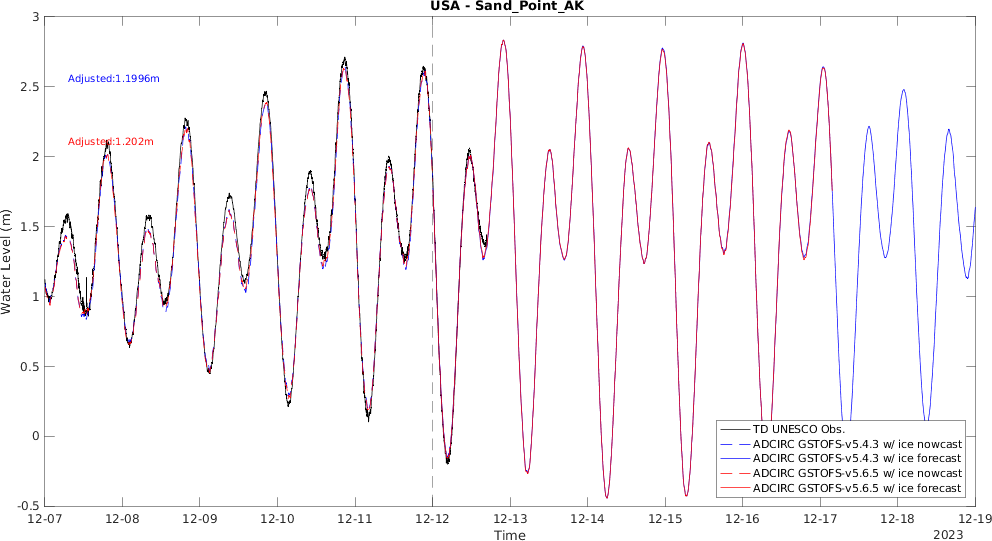 USA - Sand_Point_AK
3
2.5
2
1.5
1
0.5
0
-0.5
Water Level (m)
Adjusted:1.1996m
Adjusted:1.202m
TD UNESCO Obs.
ADCIRC GSTOFS-v5.4.3 w/ ice nowcast
ADCIRC GSTOFS-v5.4.3 w/ ice forecast
ADCIRC GSTOFS-v5.6.5 w/ ice nowcast
ADCIRC GSTOFS-v5.6.5 w/ ice forecast
12-07 12-08 12-09 12-10 12-11 12-12 12-13 12-14 12-15 12-16 12-17 12-18 12-19
Time
2023